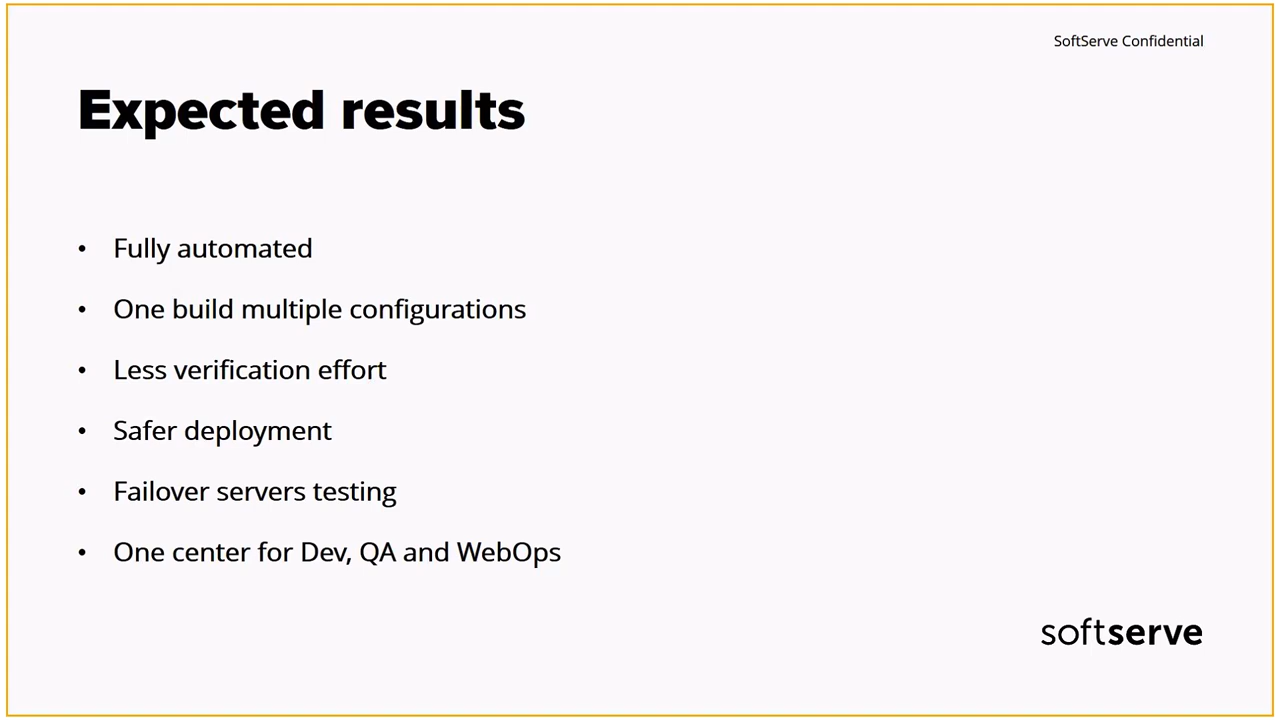 SoftServe Confidential
Expected results
• Fully automated
• One build multiple configurations
• Less verification effort
• Safer deployment
• Failover servers testing
• One center for Dev, QA and WebOps
softserve